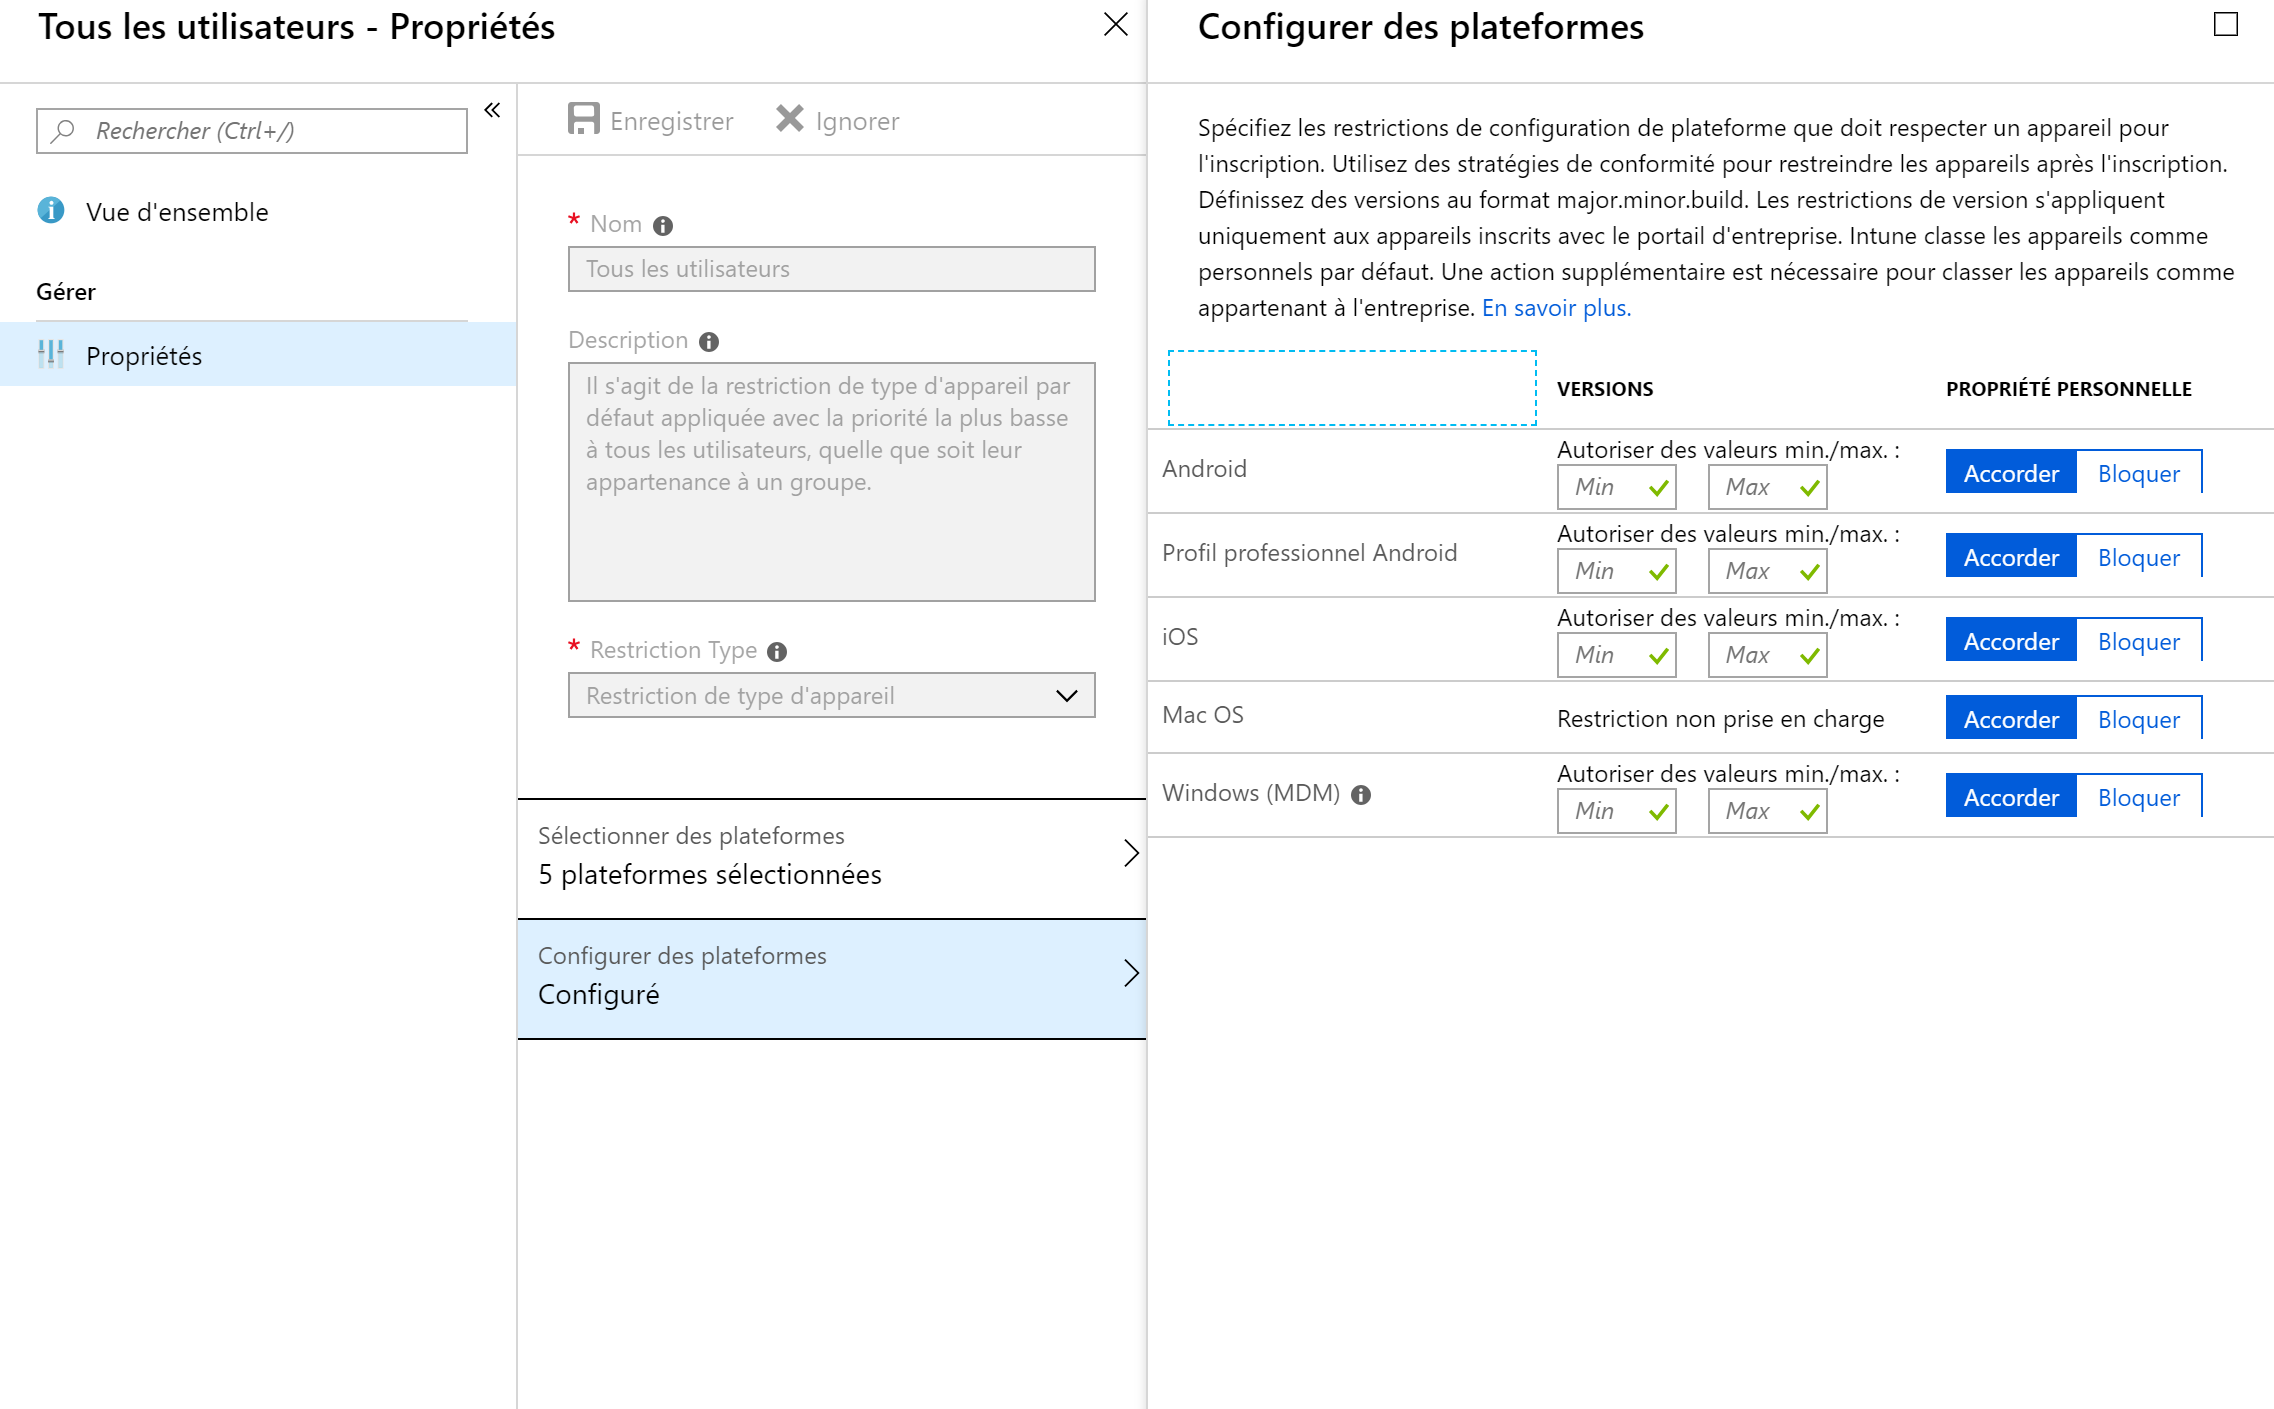 Tous les utilisateurs - Propriétés
Rechercher (Ctrl+/)
Vue d'ensemble
Gérer
Propriétés
Enregistrer
Ignorer
* Nom
Tous les utilisateurs
Description
Il s'agit de la restriction de type d'appareil par
défaut appliquée avec la priorité la plus basse
à tous les utilisateurs, quelle que soit leur
appartenance à un groupe.
* Restriction Type
Restriction de type d'appareil
Sélectionner des plateformes
5 plateformes sélectionnées
Configurer des plateformes
Configuré
Configurer des plateformes
Spécifiez les restrictions de configuration de plateforme que doit respecter un appareil pour
l'inscription. Utilisez des stratégies de conformité pour restreindre les appareils après l'inscription.
Définissez des versions au format major.minor.build. Les restrictions de version s'appliquent
uniquement aux appareils inscrits avec le portail d'entreprise. Intune classe les appareils comme
personnels par défaut. Une action supplémentaire est nécessaire pour classer les appareils comme
appartenant à l'entreprise. En savoir plus.
VERSIONS PROPRIÉTÉ PERSONNELLE
Autoriser des valeurs min./max. :
Android Min Max Accorder Bloquer
Autoriser des valeurs min./max. :
Profil professionnel Android Min Max Accorder Bloquer
Autoriser des valeurs min./max. :
iOS Min Max Accorder Bloquer
Mac OS Restriction non prise en charge Accorder Bloquer
Autoriser des valeurs min./max. :
Windows (MDM) Min Max Accorder Bloquer